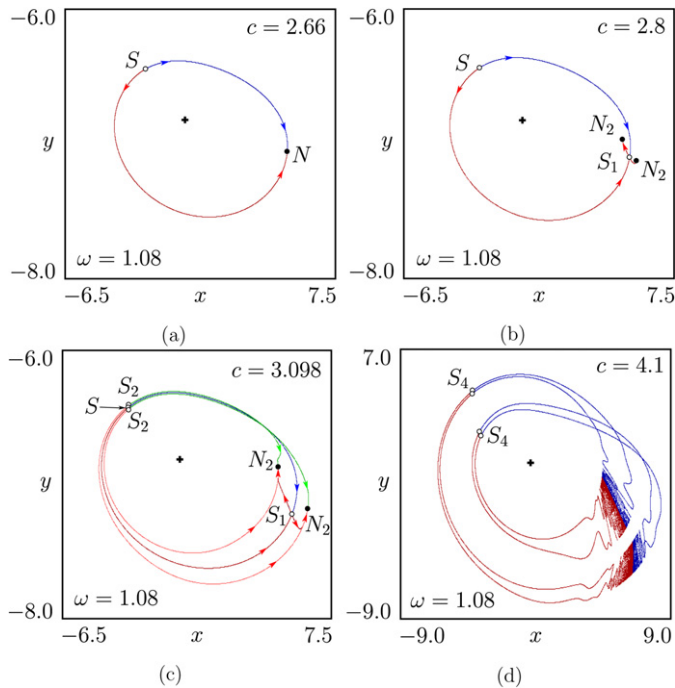 −6.0
c = 2.66
S
y
N
−8.0
ω = 1.08
−6.5
x
7.5
(a)
−6.0
c = 2.8
S
N₂
y
S₁
N₂
−8.0
ω = 1.08
−6.5
x
7.5
(b)
−6.0
c = 3.098
S₂
S
S₂
N₂
y
S₁
N₂
−8.0
ω = 1.08
−6.5
x
7.5
(c)
7.0
c = 4.1
S₄
S₄
y
−9.0
ω = 1.08
−9.0
x
9.0
(d)